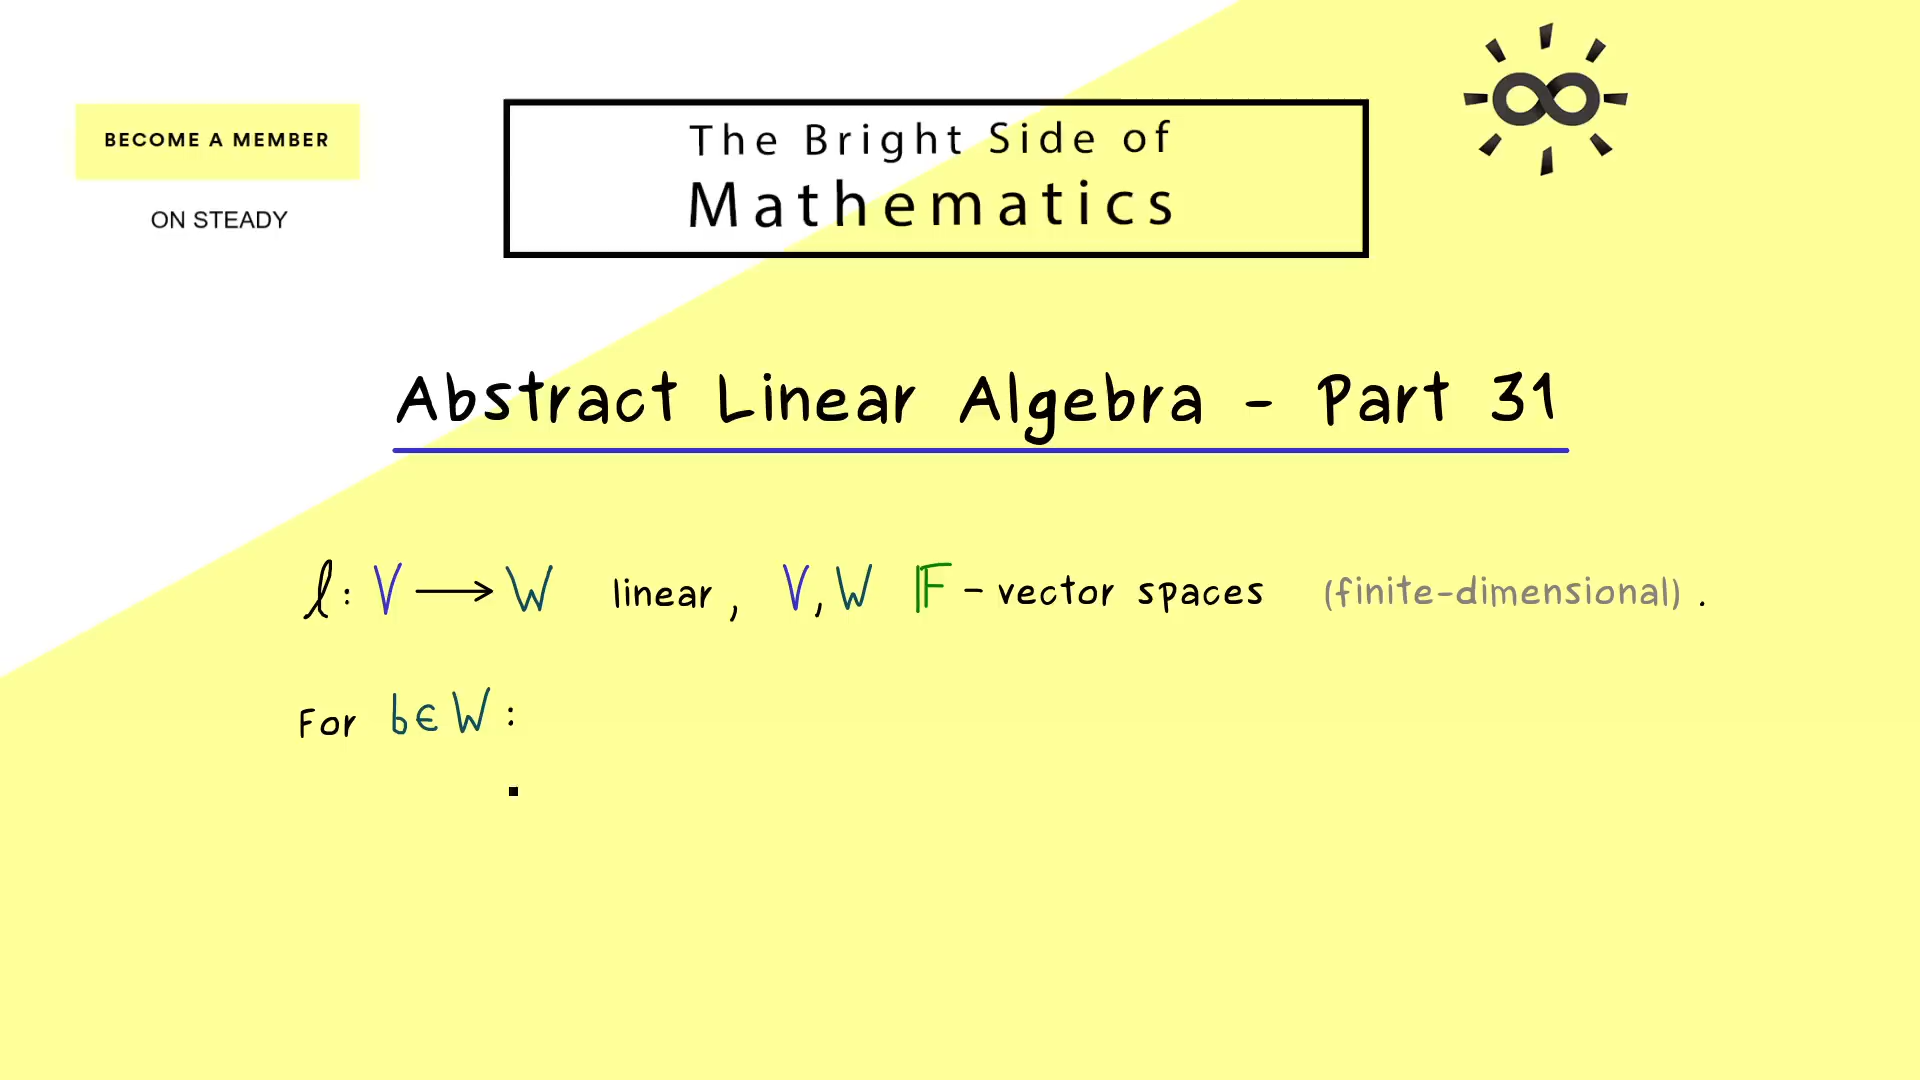 BECOME A MEMBER
ON STEADY
The Bright Side of
Mathematics
Abstract Linear Algebra - Part 31
ℓ: V ⟶ W linear, V, W 𝔽-vector spaces (finite-dimensional).
For b∈W: